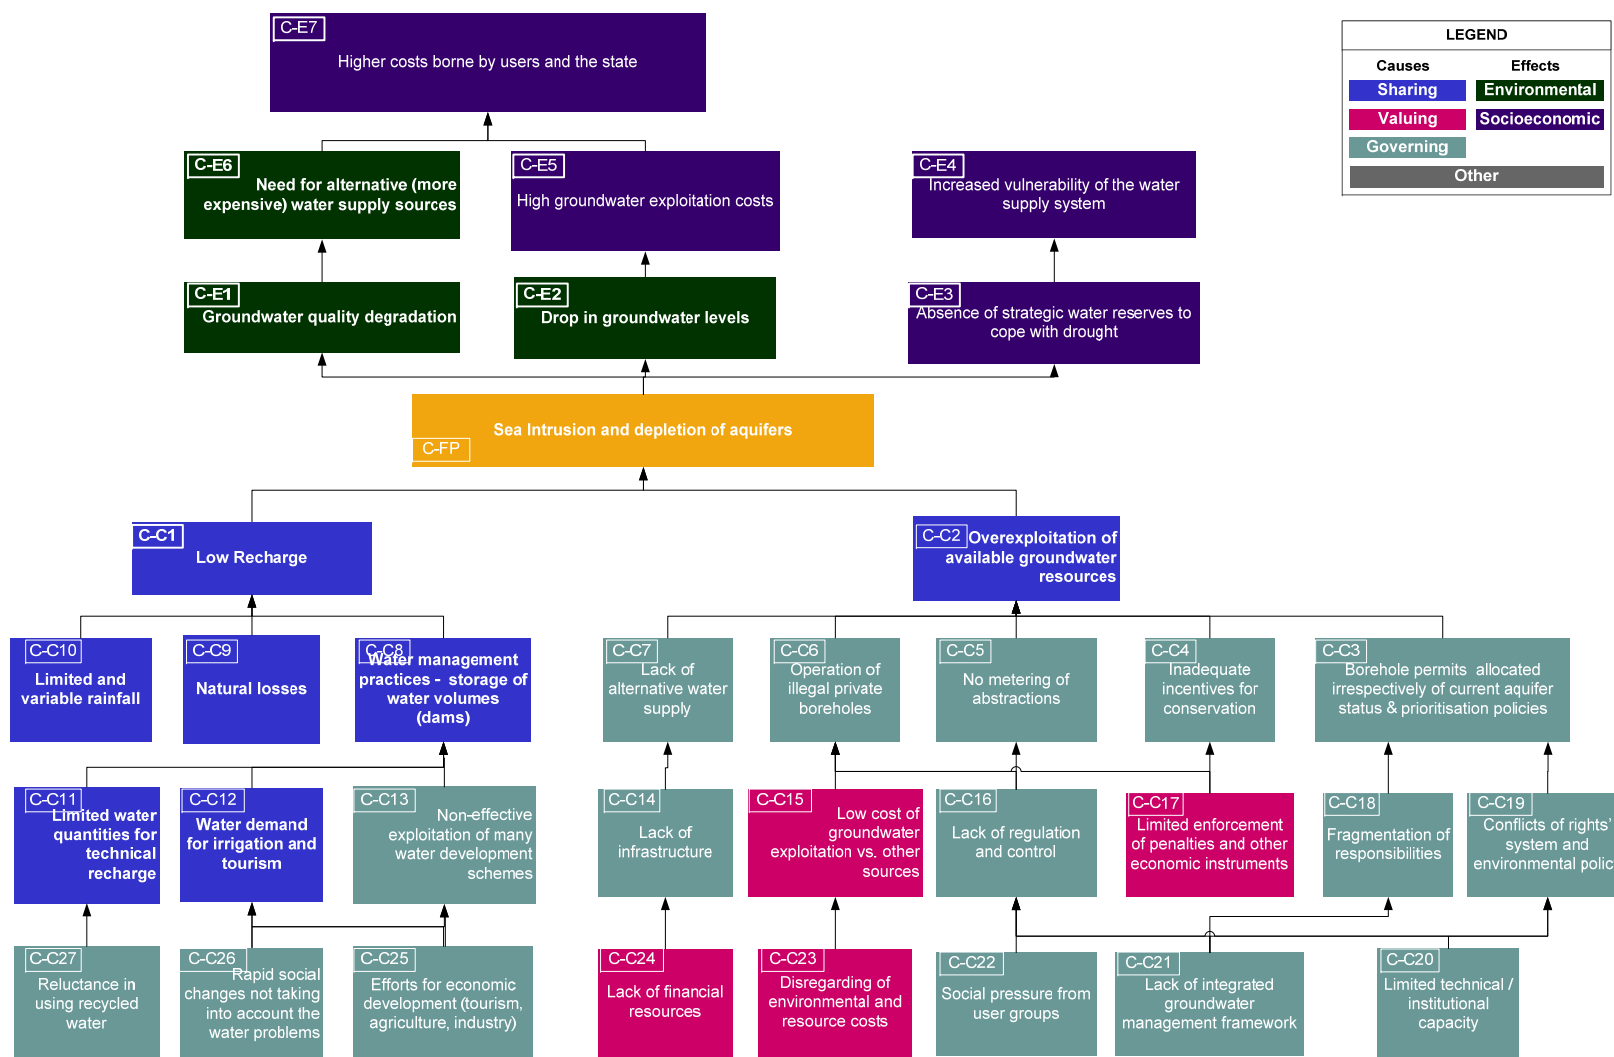 C-E7
Higher costs borne by users and the state
LEGEND
Causes
Effects
Sharing
Environmental
Valuing
Socioeconomic
Governing
Other
C-E6
Need for alternative (more
expensive) water supply sources
C-E5
High groundwater exploitation costs
C-E4
Increased vulnerability of the water
supply system
C-E1
Groundwater quality degradation
C-E2
Drop in groundwater levels
C-E3
Absence of strategic water reserves to
cope with drought
Sea Intrusion and depletion of aquifers
C-FP
C-C1
Low Recharge
C-C2
Overexploitation of
available groundwater
resources
C-C10
Limited and
variable rainfall
C-C9
Natural losses
C-C8
Water management
practices - storage of
water volumes
(dams)
C-C7
Lack of
alternative water
supply
C-C6
Operation of
illegal private
boreholes
C-C5
No metering of
abstractions
C-C4
Inadequate
incentives for
conservation
C-C3
Borehole permits allocated
irrespectively of current aquifer
status & prioritisation policies
C-C11
Limited water
quantities for
technical
recharge
C-C12
Water demand
for irrigation and
tourism
C-C13
Non-effective
exploitation of many
water development
schemes
C-C14
Lack of
infrastructure
C-C15
Low cost of
groundwater
exploitation vs. other
sources
C-C16
Lack of regulation
and control
C-C17
Limited enforcement
of penalties and other
economic instruments
C-C18
Fragmentation of
responsibilities
C-C19
Conflicts of rights'
system and
environmental polic
C-C27
Reluctance in
using recycled
water
C-C26
Rapid social
changes not taking
into account the
water problems
C-C25
Efforts for economic
development (tourism,
agriculture, industry)
C-C24
Lack of financial
resources
C-C23
Disregarding of
environmental and
resource costs
C-C22
Social pressure from
user groups
C-C21
Lack of integrated
groundwater
management framework
C-C20
Limited technical /
institutional
capacity